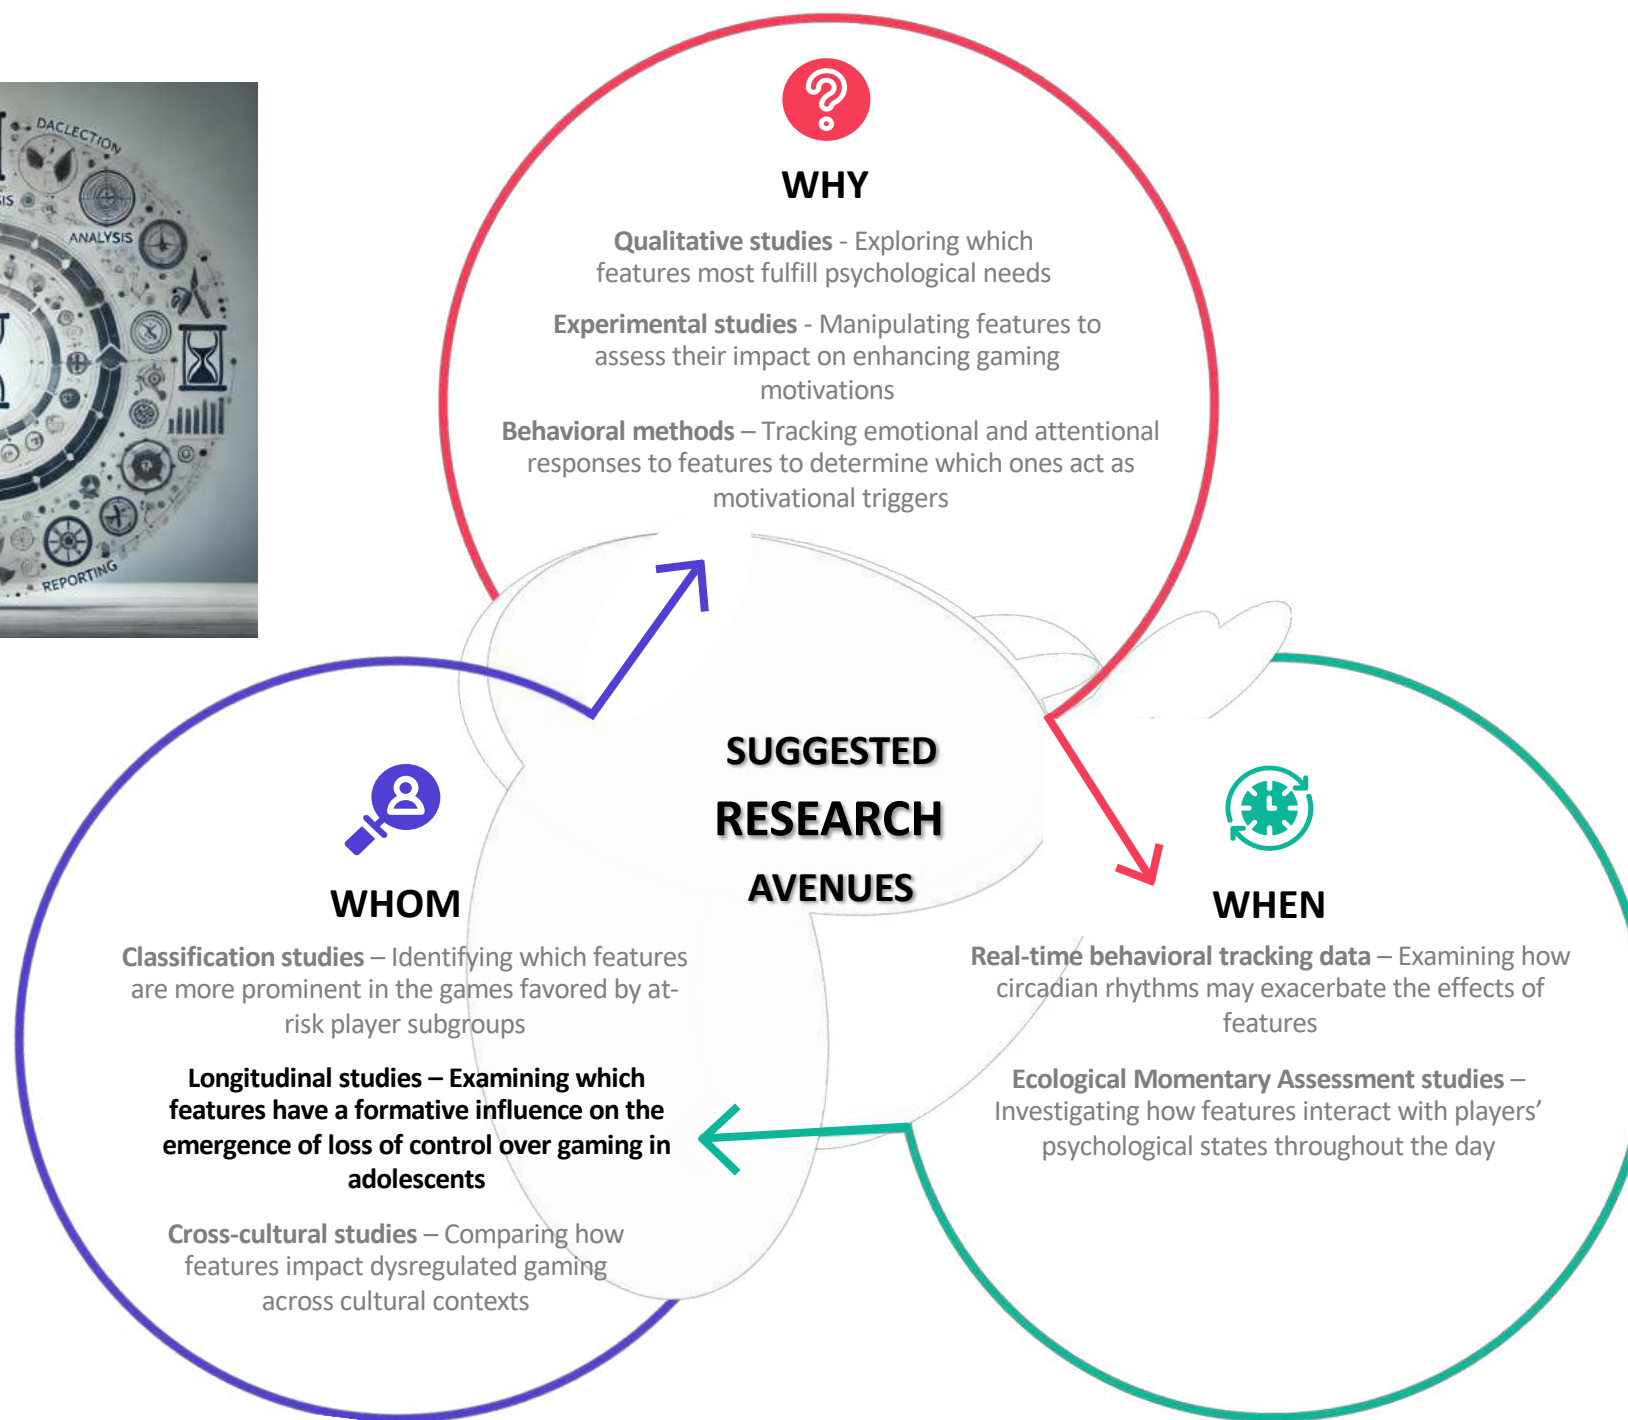 DACLECTION
SIS
ANALYSIS
REPORTING
WHY
Qualitative studies - Exploring which
features most fulfill psychological needs
Experimental studies - Manipulating features to
assess their impact on enhancing gaming
motivations
Behavioral methods – Tracking emotional and attentional
responses to features to determine which ones act as
motivational triggers
SUGGESTED
RESEARCH
AVENUES
WHOM
Classification studies – Identifying which features
are more prominent in the games favored by at-
risk player subgroups
Longitudinal studies – Examining which
features have a formative influence on the
emergence of loss of control over gaming in
adolescents
Cross-cultural studies – Comparing how
features impact dysregulated gaming
across cultural contexts
WHEN
Real-time behavioral tracking data – Examining how
circadian rhythms may exacerbate the effects of
features
Ecological Momentary Assessment studies –
Investigating how features interact with players’
psychological states throughout the day